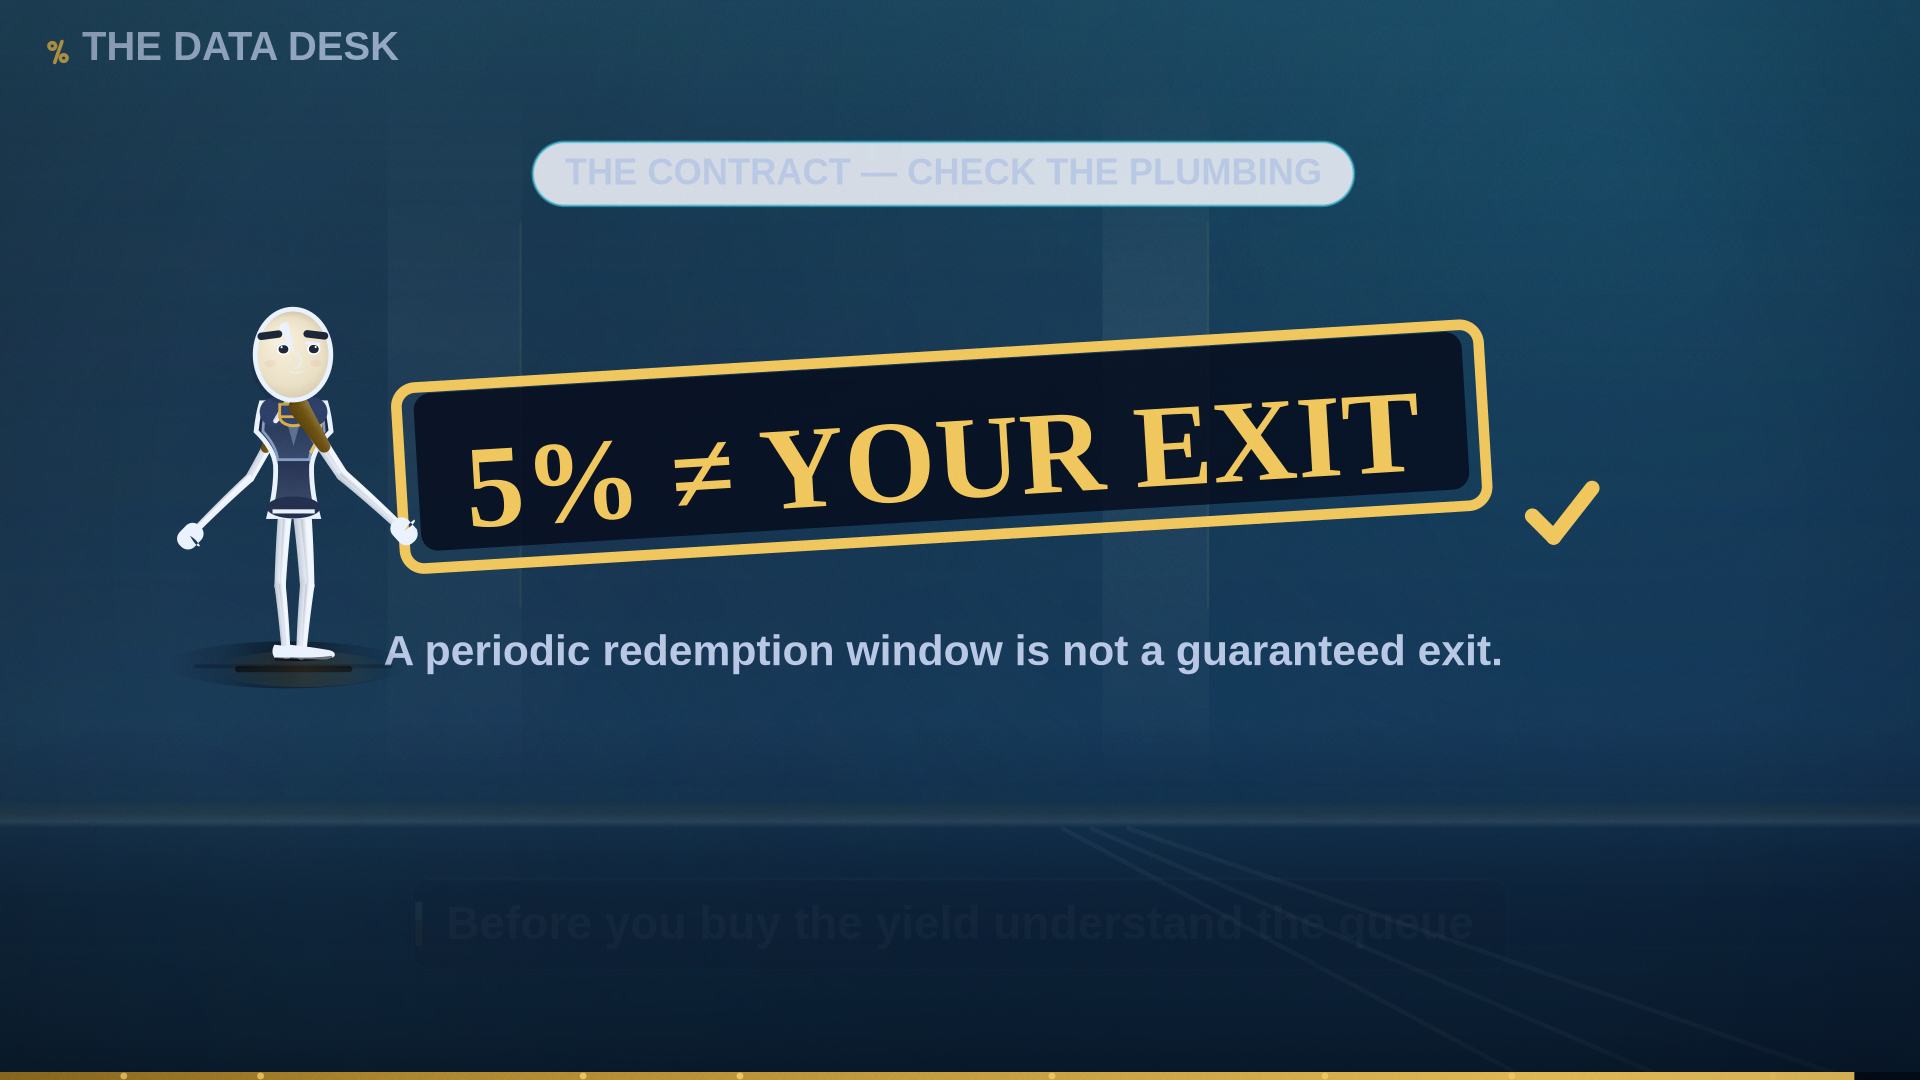 % THE DATA DESK
THE CONTRACT — CHECK THE PLUMBING
5% ≠ YOUR EXIT
A periodic redemption window is not a guaranteed exit.
Before you buy the yield understand the queue